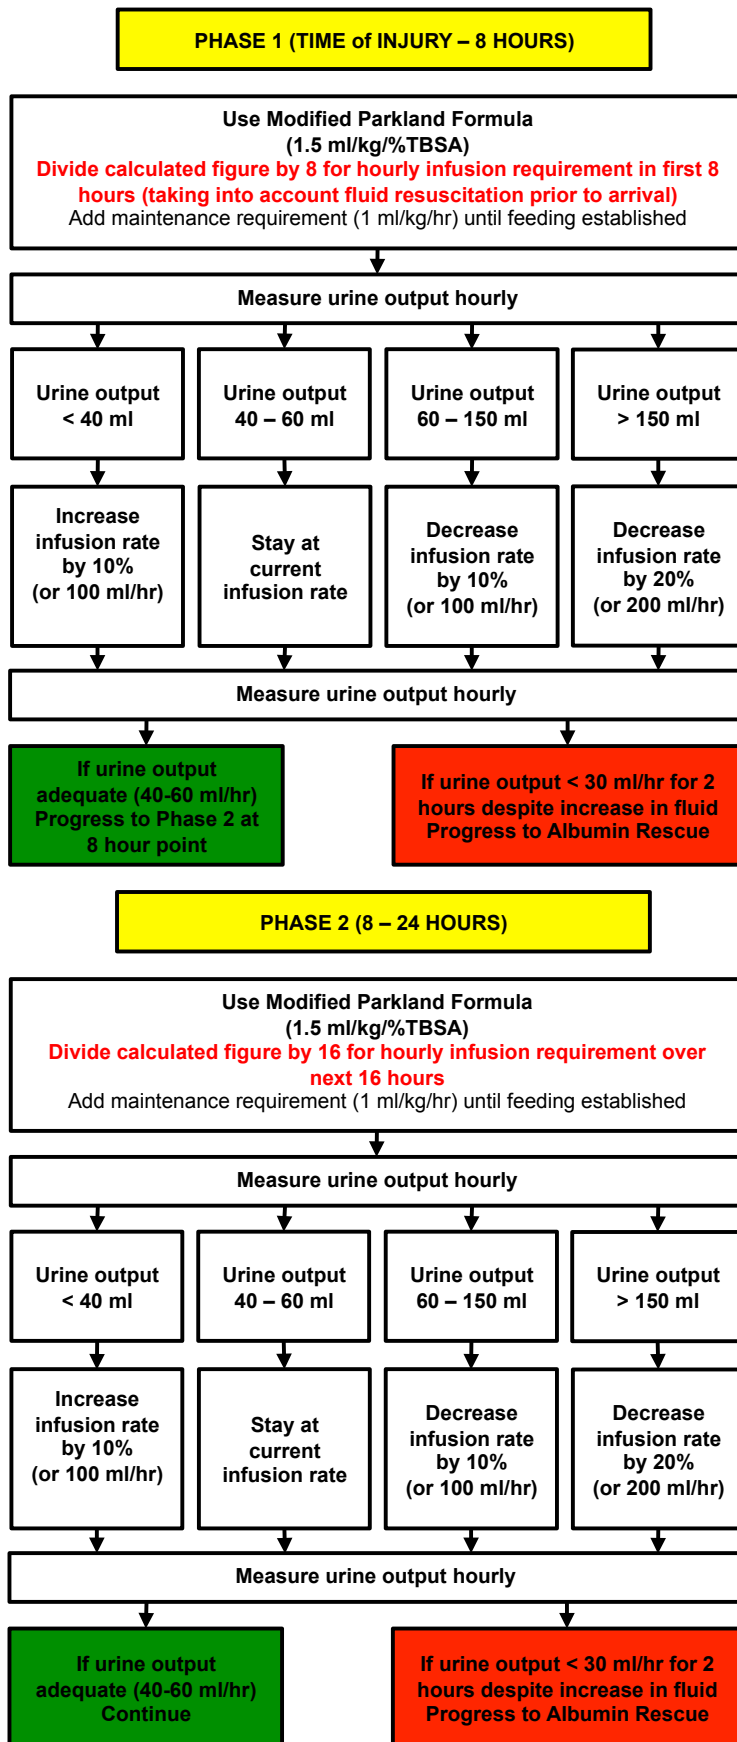 PHASE 1 (TIME of INJURY – 8 HOURS)
Use Modified Parkland Formula
(1.5 ml/kg/%TBSA)
Divide calculated figure by 8 for hourly infusion requirement in first 8
hours (taking into account fluid resuscitation prior to arrival)
Add maintenance requirement (1 ml/kg/hr) until feeding established
Measure urine output hourly
Urine output
< 40 ml
Urine output
40 – 60 ml
Urine output
60 – 150 ml
Urine output
> 150 ml
Increase
infusion rate
by 10%
(or 100 ml/hr)
Stay at
current
infusion rate
Decrease
infusion rate
by 10%
(or 100 ml/hr)
Decrease
infusion rate
by 20%
(or 200 ml/hr)
Measure urine output hourly
If urine output
adequate (40-60 ml/hr)
Progress to Phase 2 at
8 hour point
If urine output < 30 ml/hr for 2
hours despite increase in fluid
Progress to Albumin Rescue
PHASE 2 (8 – 24 HOURS)
Use Modified Parkland Formula
(1.5 ml/kg/%TBSA)
Divide calculated figure by 16 for hourly infusion requirement over
next 16 hours
Add maintenance requirement (1 ml/kg/hr) until feeding established
Measure urine output hourly
Urine output
< 40 ml
Urine output
40 – 60 ml
Urine output
60 – 150 ml
Urine output
> 150 ml
Increase
infusion rate
by 10%
(or 100 ml/hr)
Stay at
current
infusion rate
Decrease
infusion rate
by 10%
(or 100 ml/hr)
Decrease
infusion rate
by 20%
(or 200 ml/hr)
Measure urine output hourly
If urine output
adequate (40-60 ml/hr)
Continue
If urine output < 30 ml/hr for 2
hours despite increase in fluid
Progress to Albumin Rescue